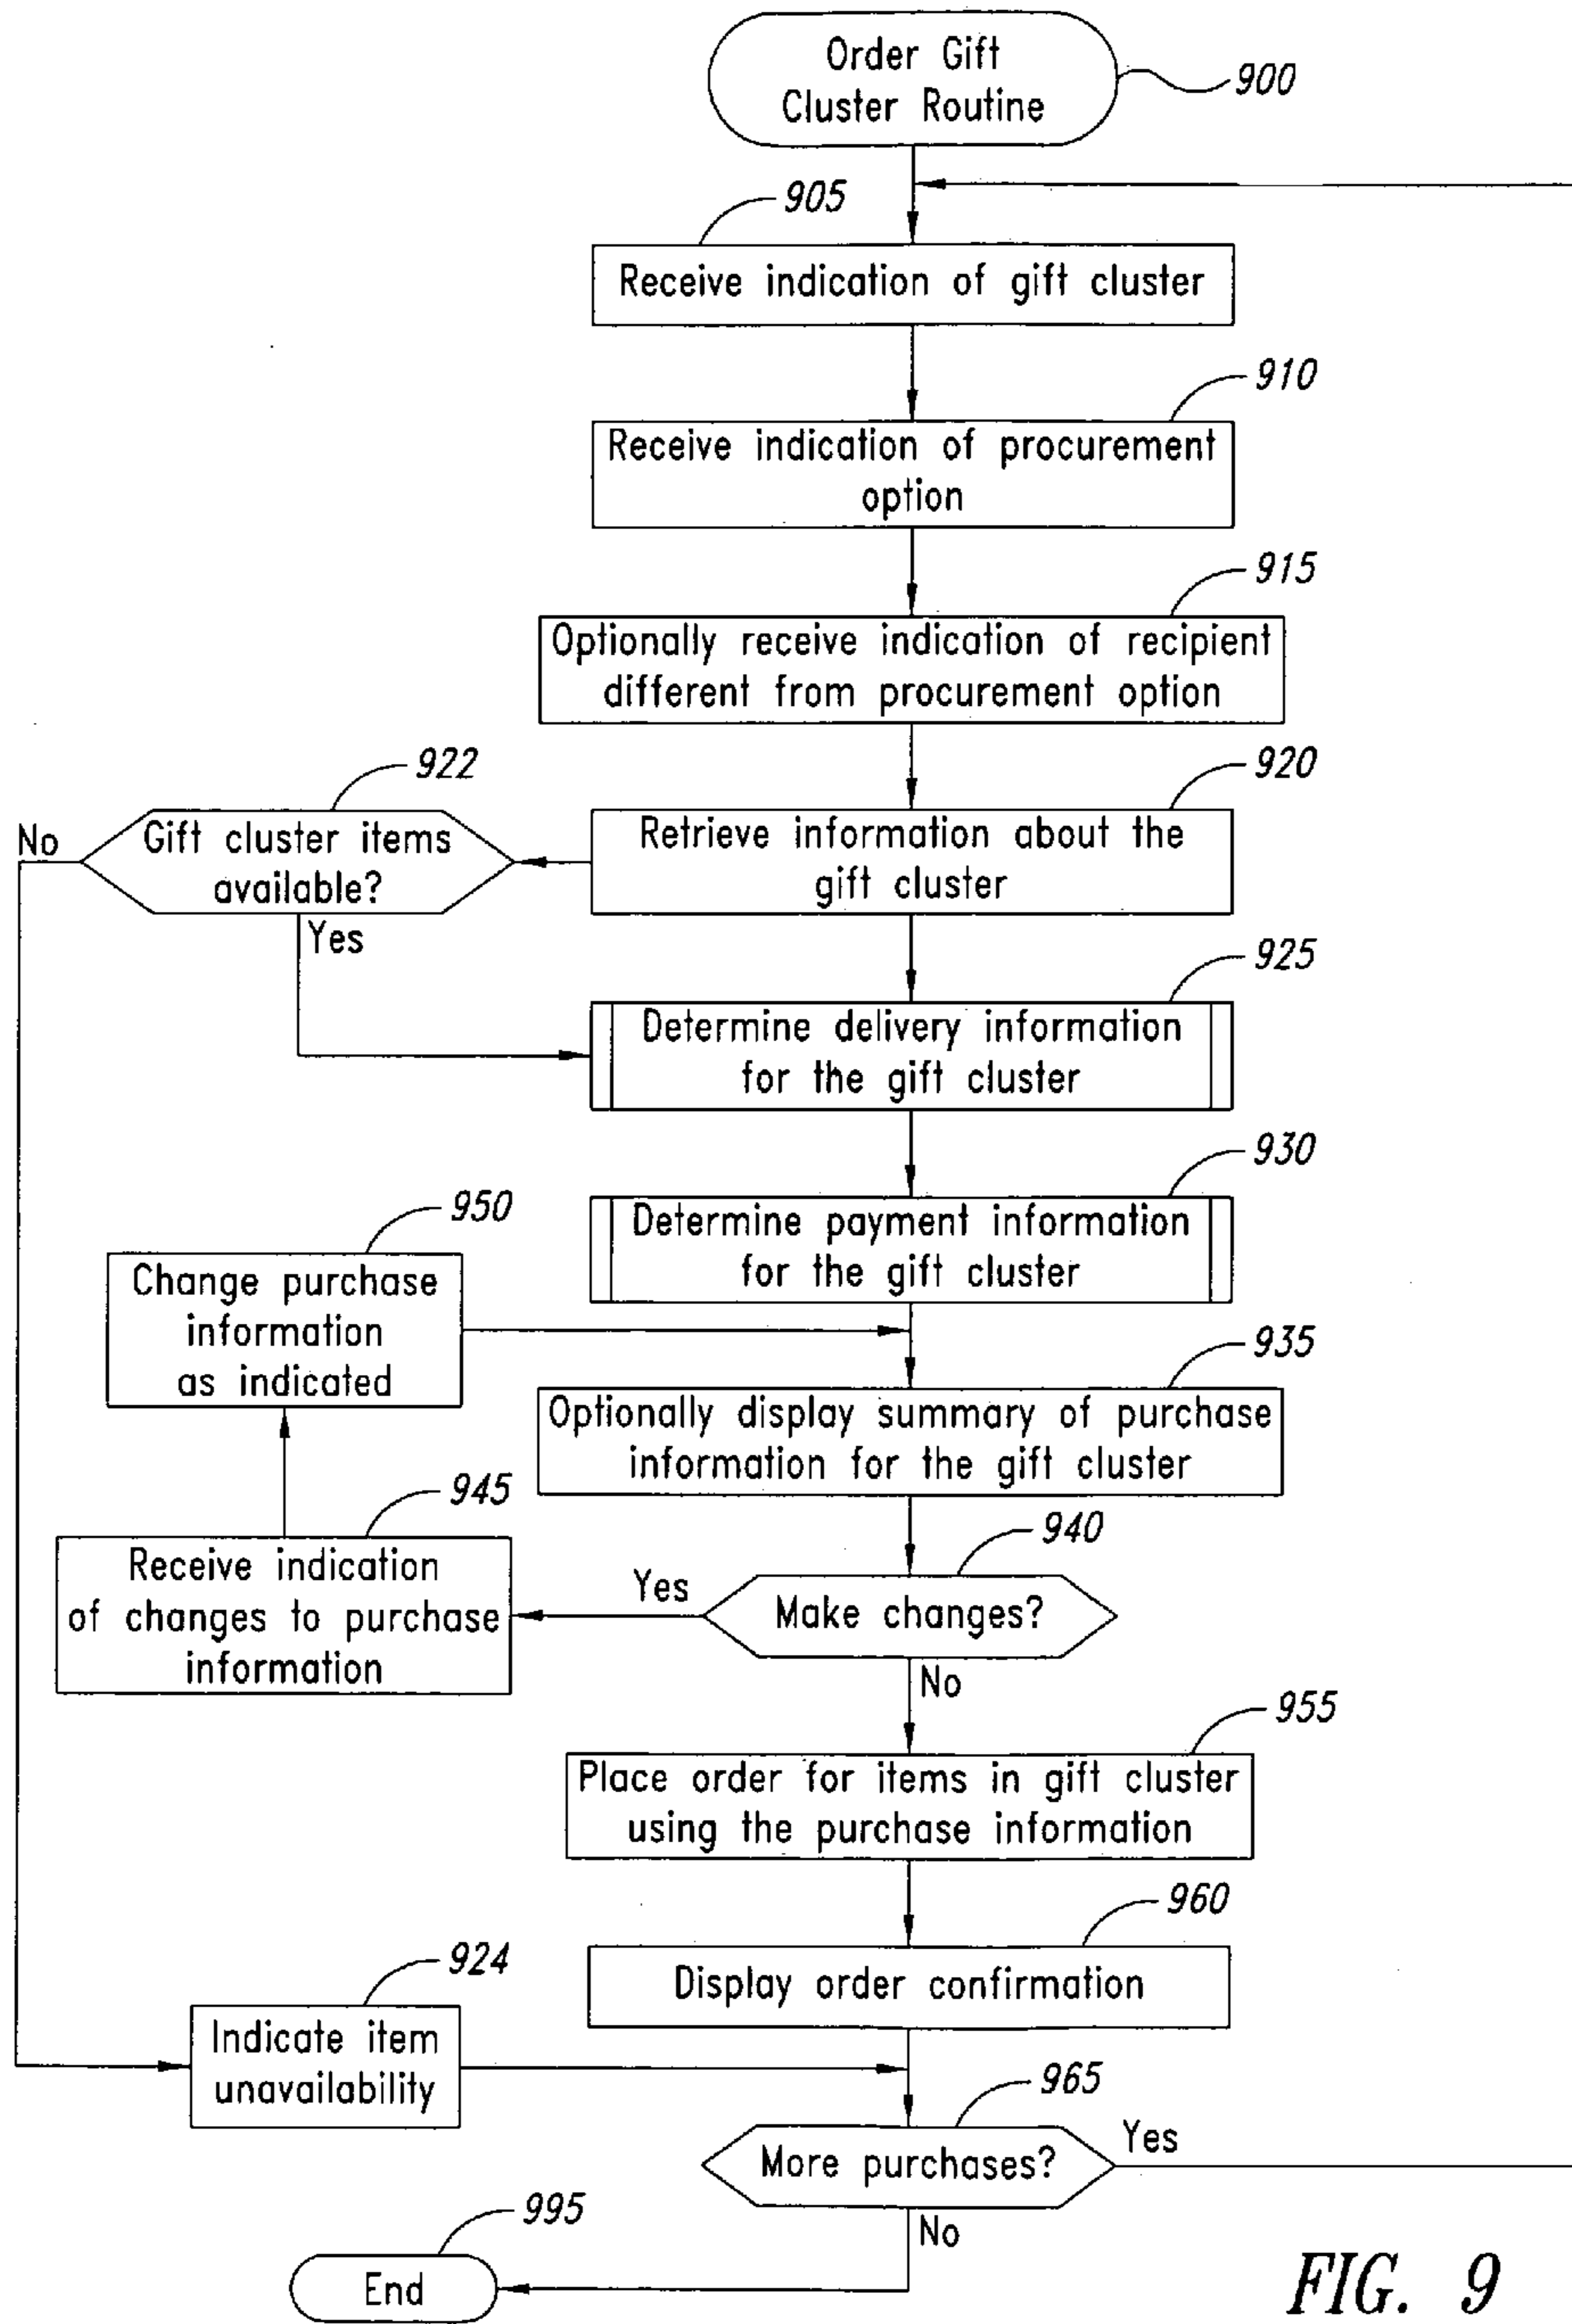 Order Gift
Cluster Routine
900
905
Receive indication of gift cluster
910
Receive indication of procurement
option
915
Optionally receive indication of recipient
different from procurement option
922
920
No
Gift cluster items
available?
Yes
Retrieve information about the
gift cluster
925
Determine delivery information
for the gift cluster
930
Determine payment information
for the gift cluster
950
Change purchase
information
as indicated
935
Optionally display summary of purchase
information for the gift cluster
945
Receive indication
of changes to purchase
information
940
Yes
Make changes?
No
955
Place order for items in gift cluster
using the purchase information
960
Display order confirmation
924
Indicate item
unavailability
965
More purchases?
Yes
No
995
End
FIG. 9